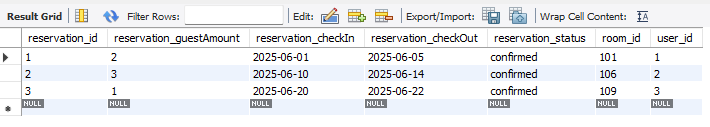 Result Grid Filter Rows: Edit: Export/Import: Wrap Cell Content:
reservation_id reservation_guestAmount reservation_checkIn reservation_checkOut reservation_status room_id user_id
1 2 2025-06-01 2025-06-05 confirmed 101 1
2 3 2025-06-10 2025-06-14 confirmed 106 2
3 1 2025-06-20 2025-06-22 confirmed 109 3
NULL NULL NULL NULL NULL NULL NULL